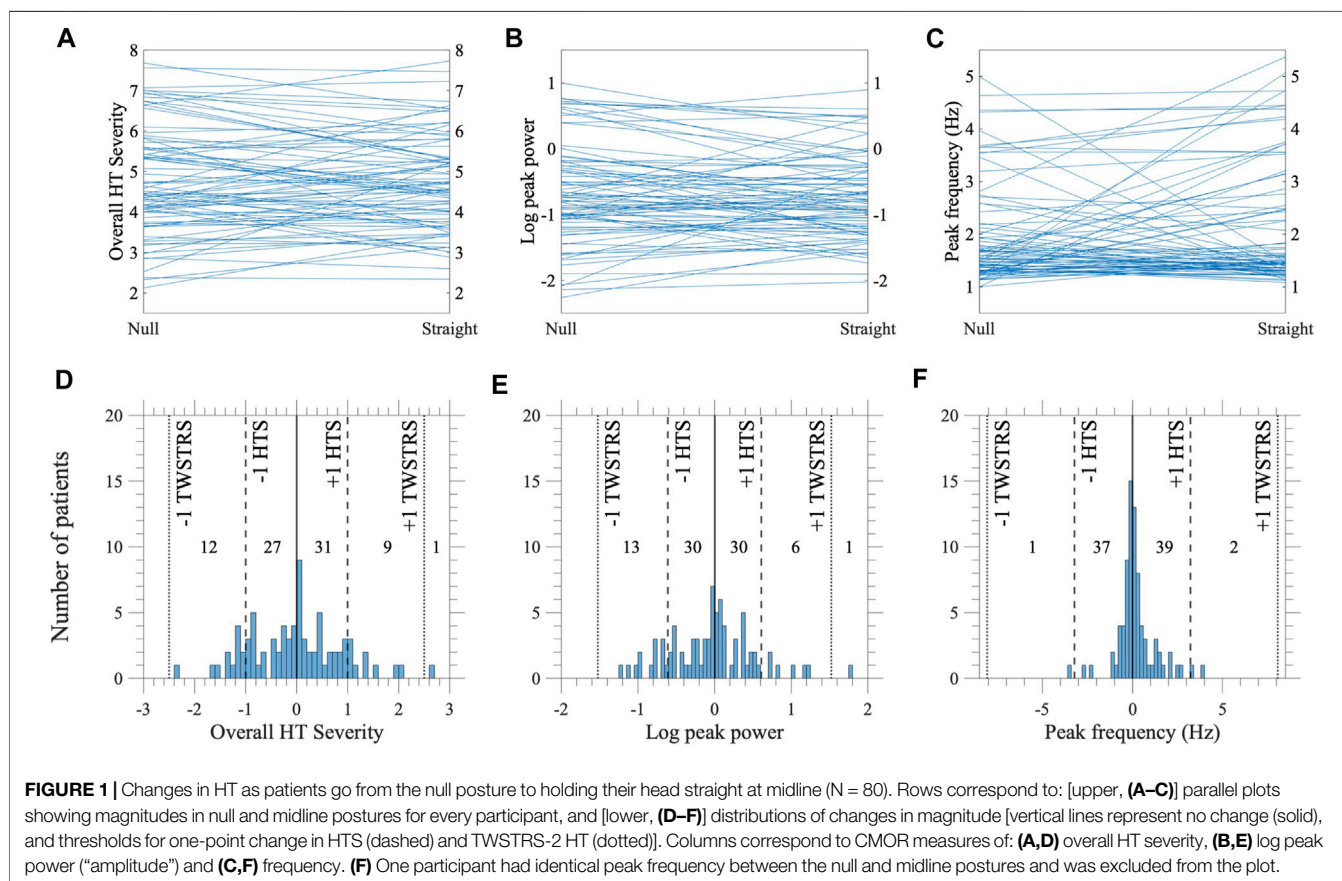 A
B
C
8
7
6
5
4
3
2
Overall HT Severity
8
7
6
5
4
3
2
Null
Straight
1
0
-1
-2
Log peak power
1
0
-1
-2
Null
Straight
5
4
3
2
1
Peak frequency (Hz)
5
4
3
2
1
Null
Straight
D
E
F
Number of patients
20
15
10
5
0
-1 TWSTRS
-1 HTS
+1 HTS
+1 TWSTRS
12 27 31 9 1
-3 -2 -1 0 1 2 3
Overall HT Severity
20
15
10
5
0
-1 TWSTRS
-1 HTS
+1 HTS
+1 TWSTRS
13 30 30 6 1
-2 -1 0 1 2
Log peak power
20
15
10
5
0
-1 TWSTRS
-1 HTS
+1 HTS
+1 TWSTRS
1 37 39 2
-5 0 5
Peak frequency (Hz)
FIGURE 1 | Changes in HT as patients go from the null posture to holding their head straight at midline (N = 80). Rows correspond to: [upper, (A–C)] parallel plots
showing magnitudes in null and midline postures for every participant, and [lower, (D–F)] distributions of changes in magnitude [vertical lines represent no change (solid),
and thresholds for one-point change in HTS (dashed) and TWSTRS-2 HT (dotted)]. Columns correspond to CMOR measures of: (A,D) overall HT severity, (B,E) log peak
power (“amplitude”) and (C,F) frequency. (F) One participant had identical peak frequency between the null and midline postures and was excluded from the plot.